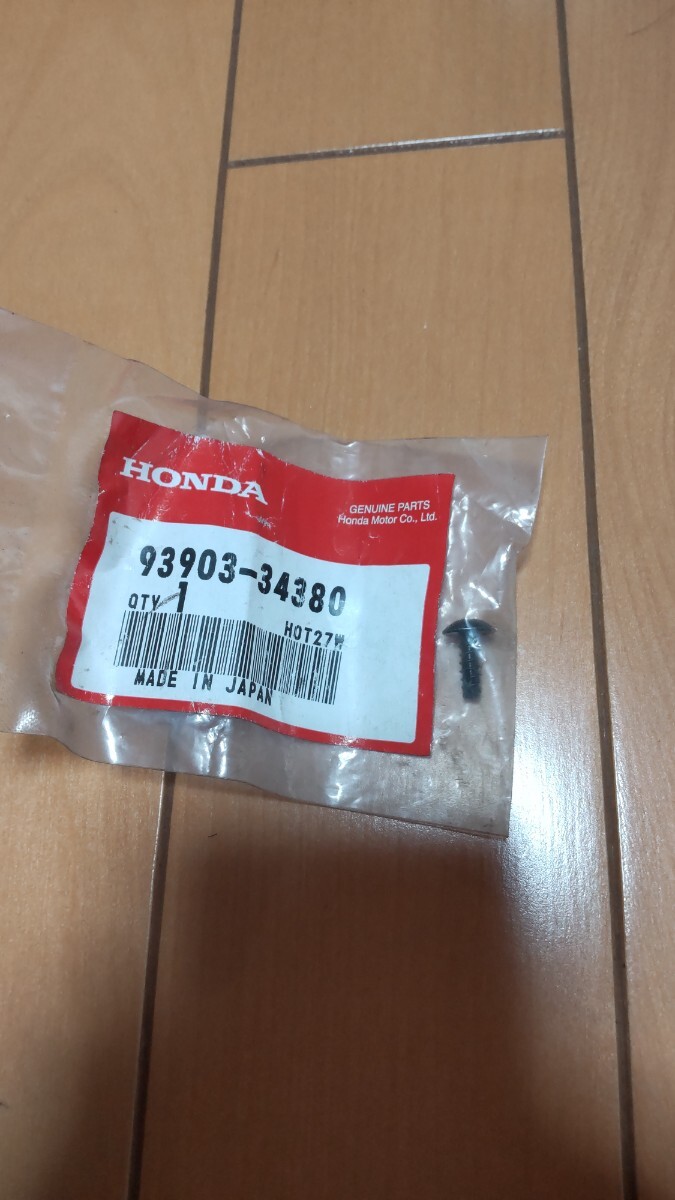 HONDA
GENUINE PARTS
Honda Motor Co., Ltd.
93903-34380
QTY 1
HOT27W
MADE IN JAPAN